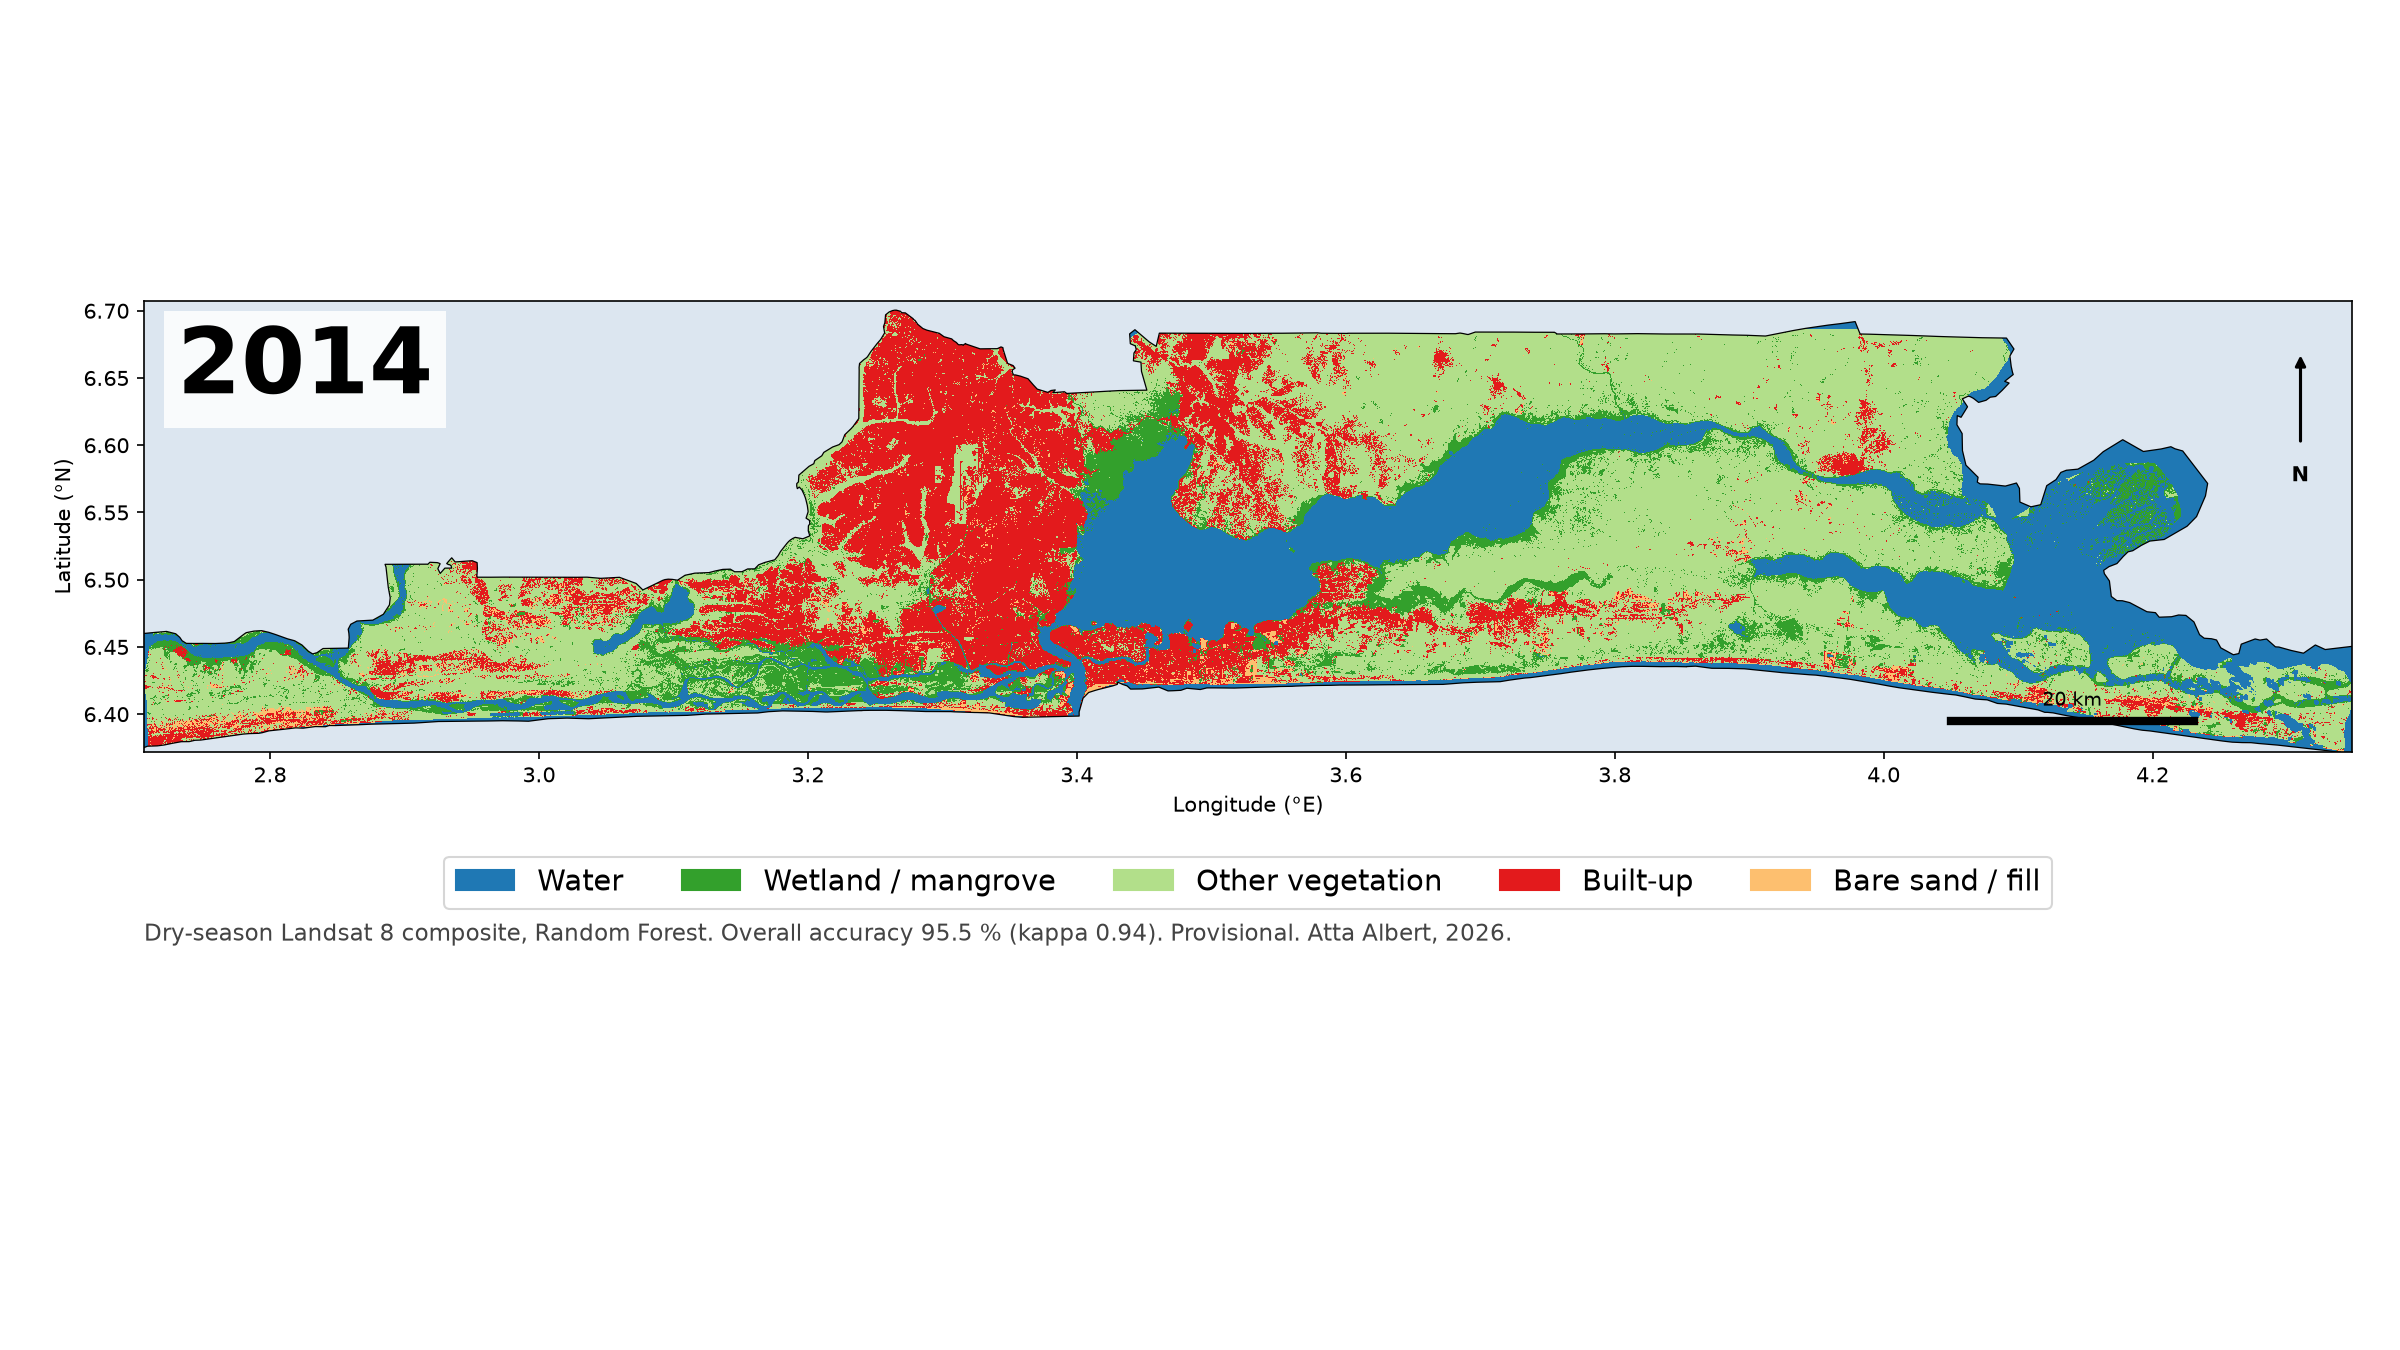 2014
6.70
6.65
6.60
6.55
6.50
6.45
6.40
Latitude (°N)
N
20 km
2.8 3.0 3.2 3.4 3.6 3.8 4.0 4.2
Longitude (°E)
Water Wetland / mangrove Other vegetation Built-up Bare sand / fill
Dry-season Landsat 8 composite, Random Forest. Overall accuracy 95.5 % (kappa 0.94). Provisional. Atta Albert, 2026.